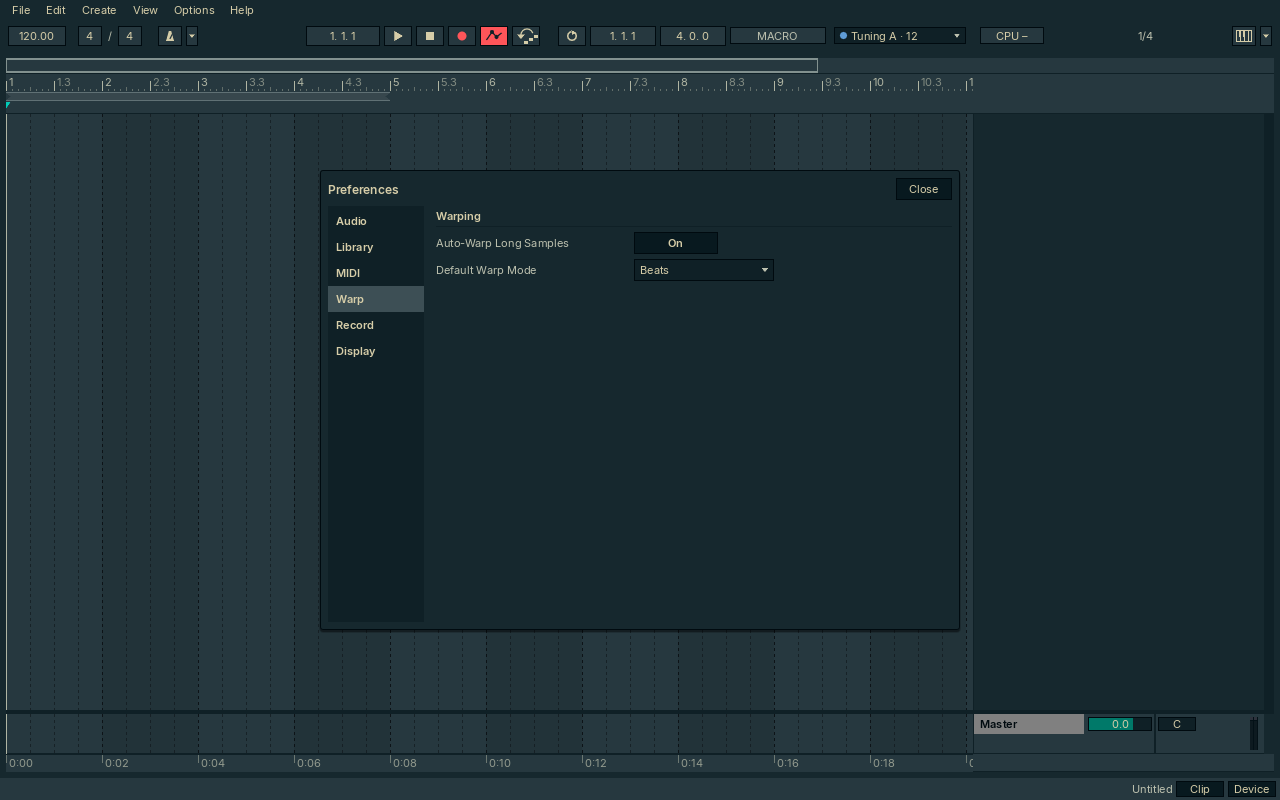 File Edit Create View Options Help
120.00 4 / 4 1. 1. 1 1. 1. 1 4. 0. 0 MACRO Tuning A · 12 CPU – 1/4
1 1.3 2 2.3 3 3.3 4 4.3 5 5.3 6 6.3 7 7.3 8 8.3 9 9.3 10 10.3 1
Preferences Close
Audio
Library
MIDI
Warp
Record
Display
Warping
Auto-Warp Long Samples On
Default Warp Mode Beats
Master 0.0 C
0:00 0:02 0:04 0:06 0:08 0:10 0:12 0:14 0:16 0:18
Untitled Clip Device